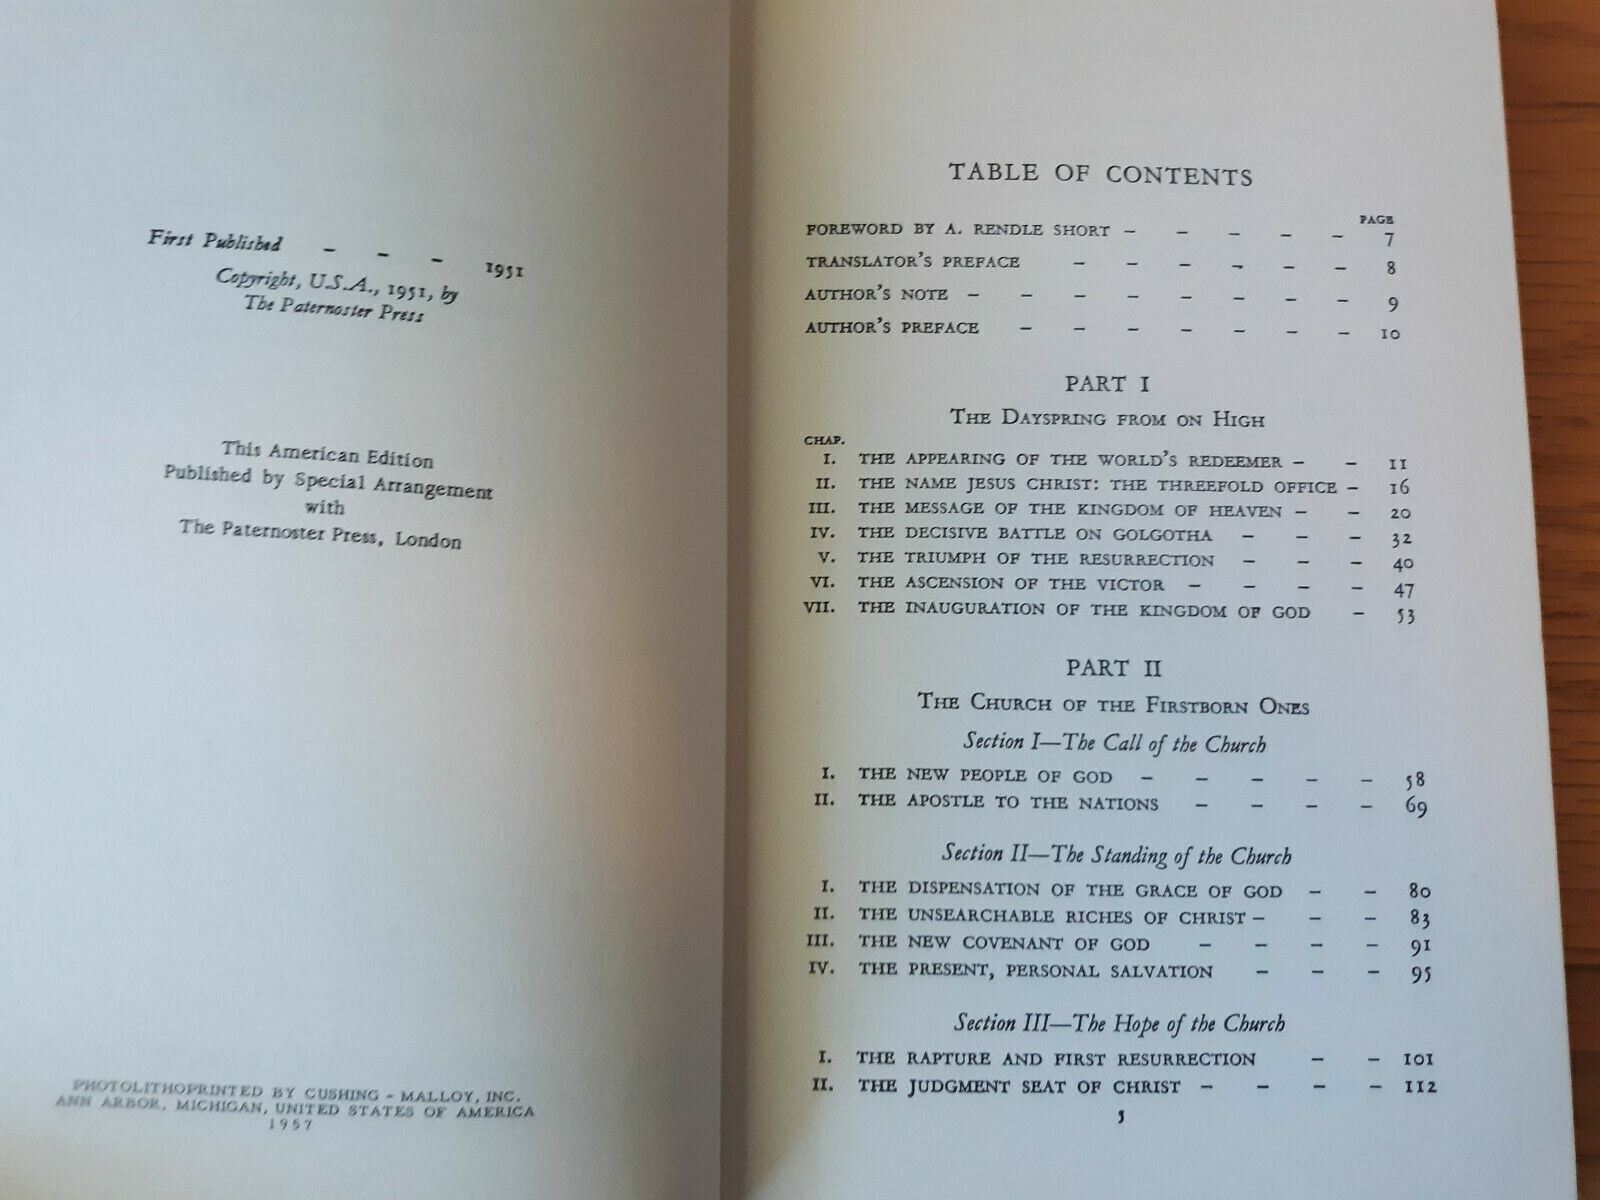 First Published - - - 1951
Copyright, U.S.A., 1951, by
The Paternoster Press
This American Edition
Published by Special Arrangement
with
The Paternoster Press, London
PHOTOLITHOPRINTED BY CUSHING - MALLOY, INC.
ANN ARBOR, MICHIGAN, UNITED STATES OF AMERICA
1957
TABLE OF CONTENTS
PAGE
FOREWORD BY A. RENDLE SHORT - - - - - 7
TRANSLATOR'S PREFACE - - - - - - 8
AUTHOR'S NOTE - - - - - - - - 9
AUTHOR'S PREFACE - - - - - - - 10
PART I
THE DAYSPRING FROM ON HIGH
CHAP.
I. THE APPEARING OF THE WORLD'S REDEEMER - - 11
II. THE NAME JESUS CHRIST: THE THREEFOLD OFFICE - 16
III. THE MESSAGE OF THE KINGDOM OF HEAVEN - - 20
IV. THE DECISIVE BATTLE ON GOLGOTHA - - - 32
V. THE TRIUMPH OF THE RESURRECTION - - - 40
VI. THE ASCENSION OF THE VICTOR - - - - 47
VII. THE INAUGURATION OF THE KINGDOM OF GOD - 53
PART II
THE CHURCH OF THE FIRSTBORN ONES
Section I—The Call of the Church
I. THE NEW PEOPLE OF GOD - - - - - 58
II. THE APOSTLE TO THE NATIONS - - - - 69
Section II—The Standing of the Church
I. THE DISPENSATION OF THE GRACE OF GOD - - 80
II. THE UNSEARCHABLE RICHES OF CHRIST - - - 83
III. THE NEW COVENANT OF GOD - - - - 91
IV. THE PRESENT, PERSONAL SALVATION - - - 95
Section III—The Hope of the Church
I. THE RAPTURE AND FIRST RESURRECTION - - 101
II. THE JUDGMENT SEAT OF CHRIST - - - - 112
5